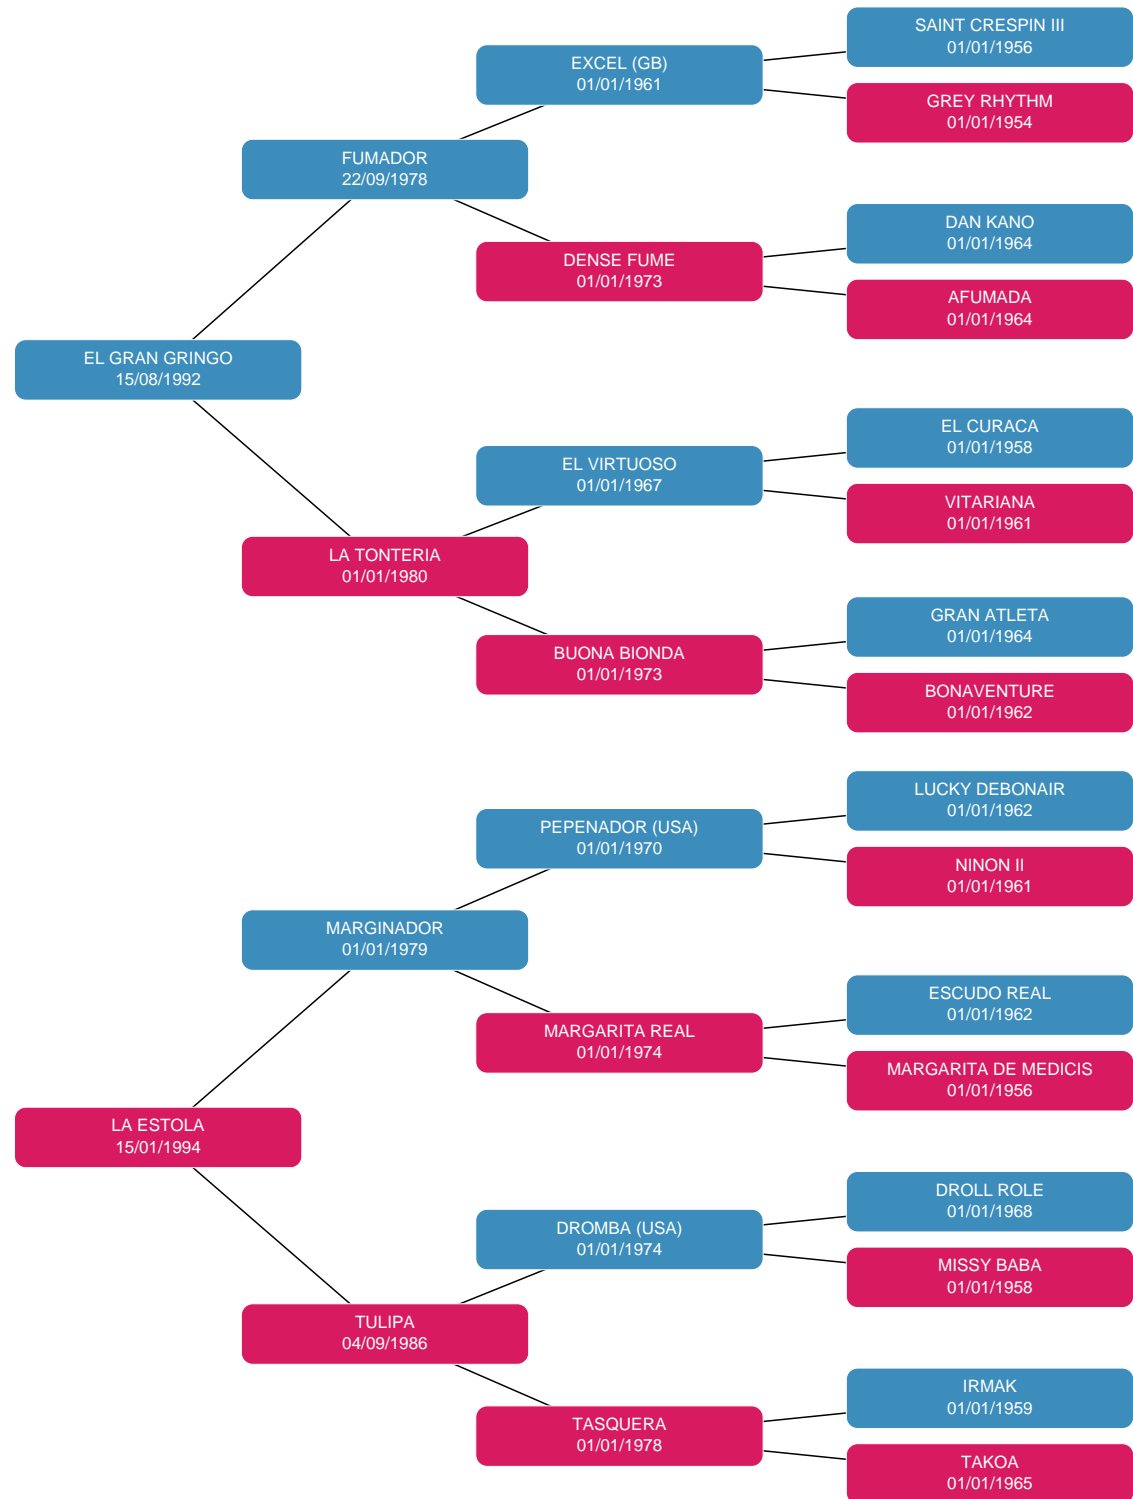 SAINT CRESPIN III
01/01/1956
EXCEL (GB)
01/01/1961
GREY RHYTHM
01/01/1954
FUMADOR
22/09/1978
DAN KANO
01/01/1964
DENSE FUME
01/01/1973
AFUMADA
01/01/1964
EL GRAN GRINGO
15/08/1992
EL CURACA
01/01/1958
EL VIRTUOSO
01/01/1967
VITARIANA
01/01/1961
LA TONTERIA
01/01/1980
GRAN ATLETA
01/01/1964
BUONA BIONDA
01/01/1973
BONAVENTURE
01/01/1962
LUCKY DEBONAIR
01/01/1962
PEPENADOR (USA)
01/01/1970
NINON II
01/01/1961
MARGINADOR
01/01/1979
ESCUDO REAL
01/01/1962
MARGARITA REAL
01/01/1974
MARGARITA DE MEDICIS
01/01/1956
LA ESTOLA
15/01/1994
DROLL ROLE
01/01/1968
DROMBA (USA)
01/01/1974
MISSY BABA
01/01/1958
TULIPA
04/09/1986
IRMAK
01/01/1959
TASQUERA
01/01/1978
TAKOA
01/01/1965